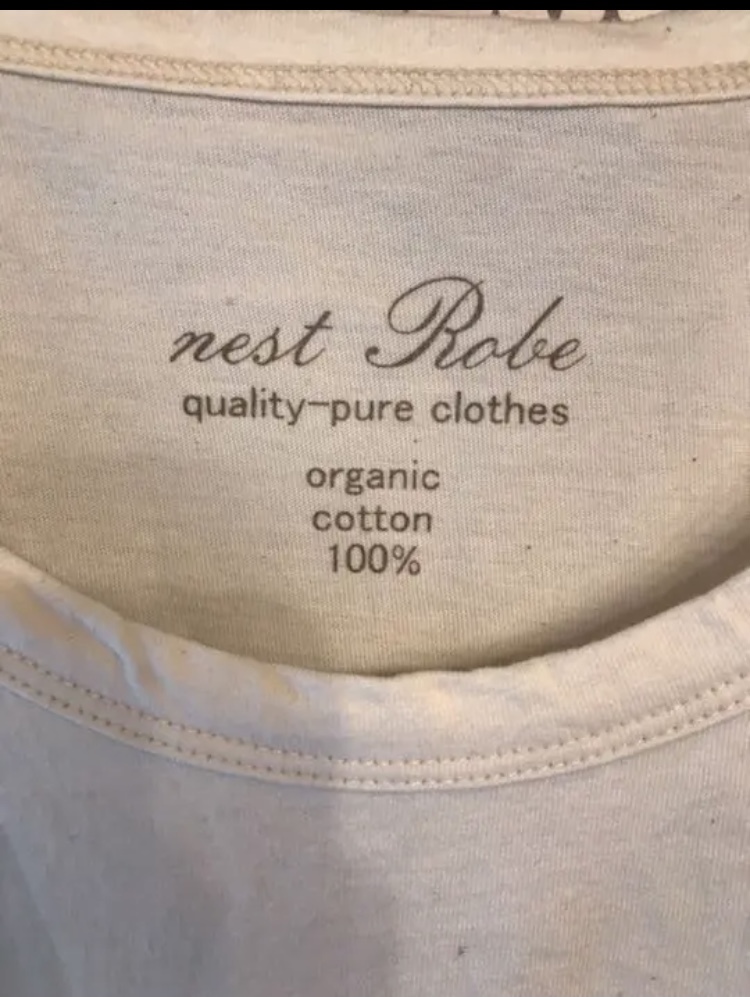 nest Robe
quality-pure clothes
organic
cotton
100%